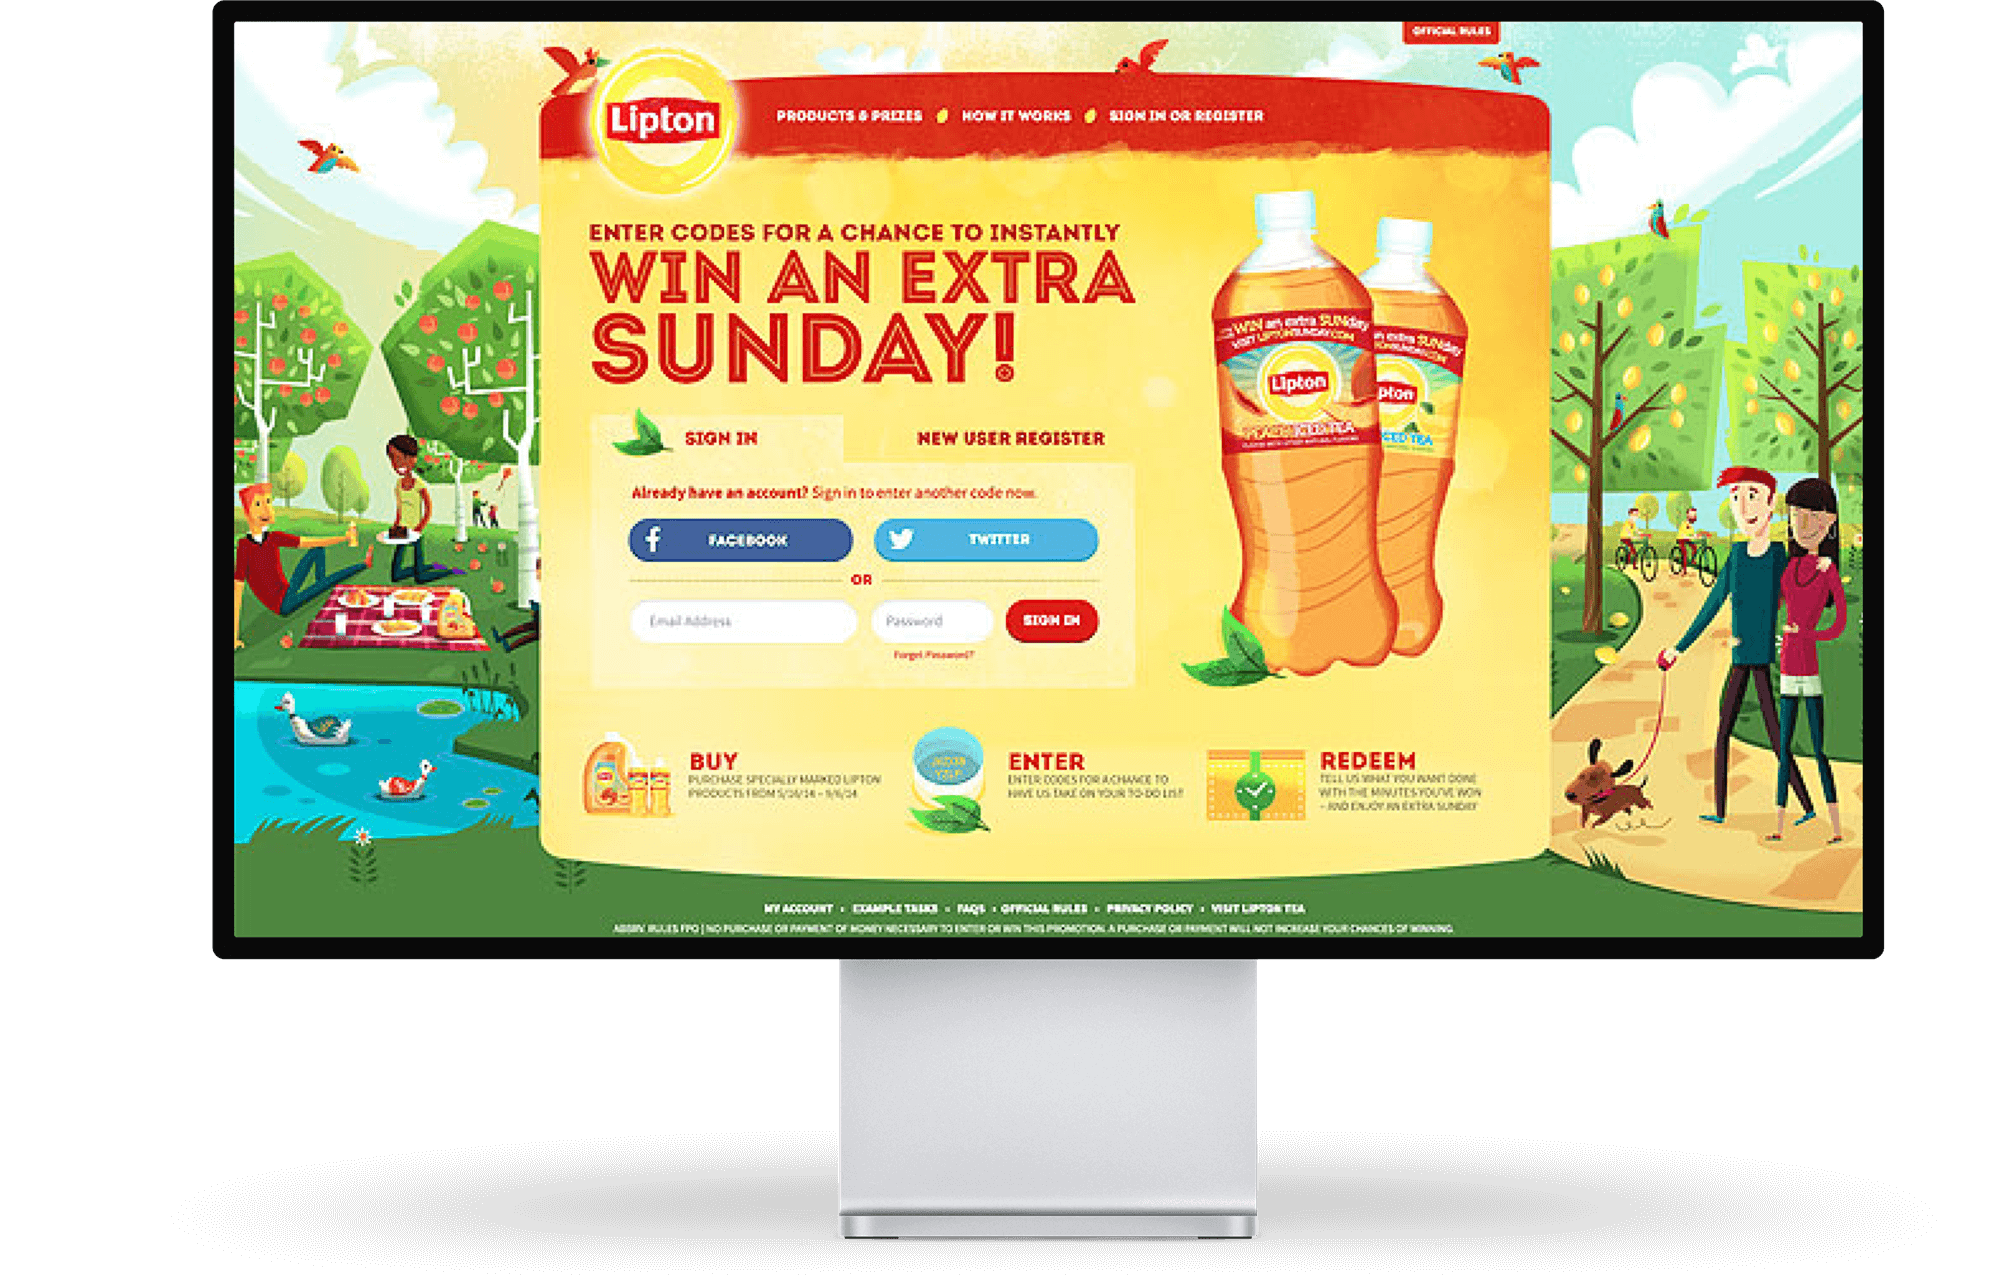 OFFICIAL RULES
Lipton
PRODUCTS & PRIZES HOW IT WORKS SIGN IN OR REGISTER
ENTER CODES FOR A CHANCE TO INSTANTLY
WIN AN EXTRA
SUNDAY!
WIN an extra SUNday
VISIT LIPTONSUNDAY.COM
Lipton
PEACH ICED TEA
an extra SUNday
pton
ICED TEA
SIGN IN
NEW USER REGISTER
Already have an account? Sign in to enter another code now.
FACEBOOK
TWITTER
OR
Email Address
Password
SIGN IN
Forgot Password?
BUY
PURCHASE SPECIALLY MARKED LIPTON
PRODUCTS FROM 5/16/14 – 9/6/14
ENTER
ENTER CODES FOR A CHANCE TO
HAVE US TAKE ON YOUR TO-DO LIST
REDEEM
TELL US WHAT YOU WANT DONE
WITH THE MINUTES YOU'VE WON
– AND ENJOY AN EXTRA SUNDAY
MY ACCOUNT • EXAMPLE TASKS • FAQS • OFFICIAL RULES • PRIVACY POLICY • VISIT LIPTON TEA
ABBRV. RULES FPO | NO PURCHASE OR PAYMENT OF MONEY NECESSARY TO ENTER OR WIN THIS PROMOTION. A PURCHASE OR PAYMENT WILL NOT INCREASE YOUR CHANCES OF WINNING.